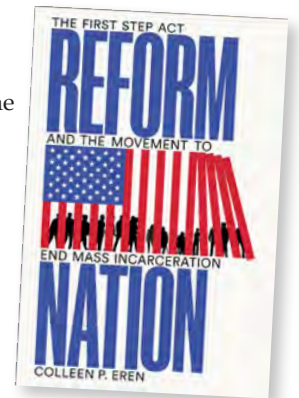 THE FIRST STEP ACT
REFORM
AND THE MOVEMENT TO
END MASS INCARCERATION
NATION
COLLEEN P. EREN